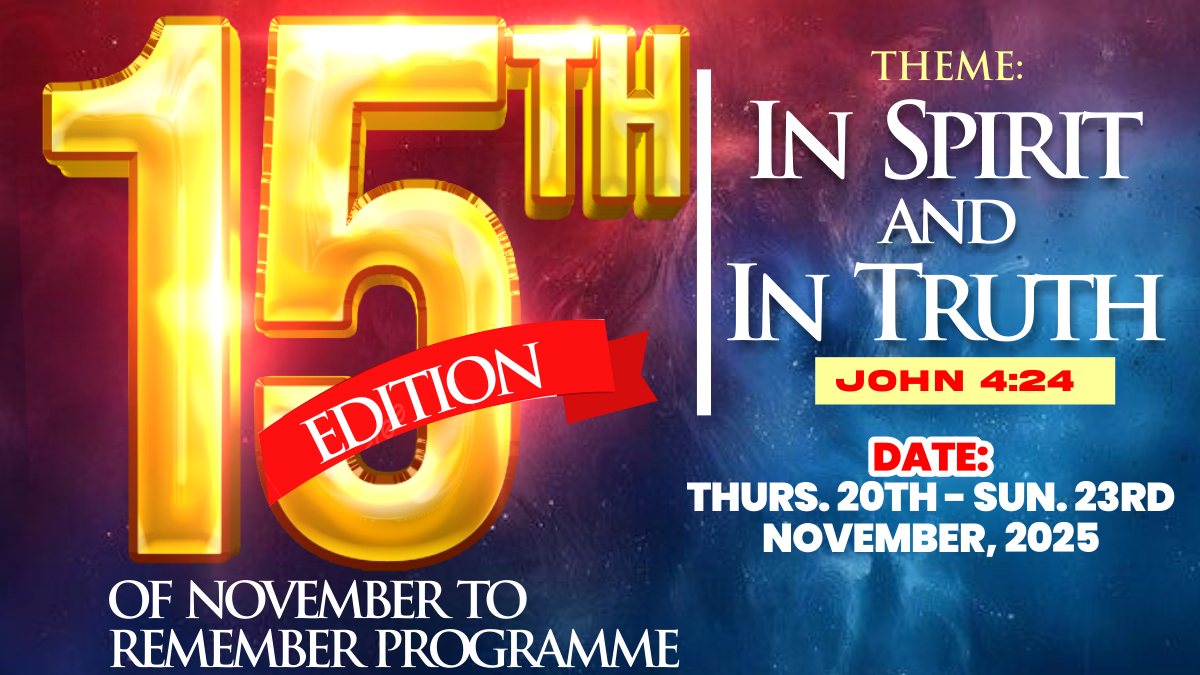 15TH
EDITION
OF NOVEMBER TO
REMEMBER PROGRAMME
THEME:
IN SPIRIT
AND
IN TRUTH
JOHN 4:24
DATE:
THURS. 20TH – SUN. 23RD
NOVEMBER, 2025